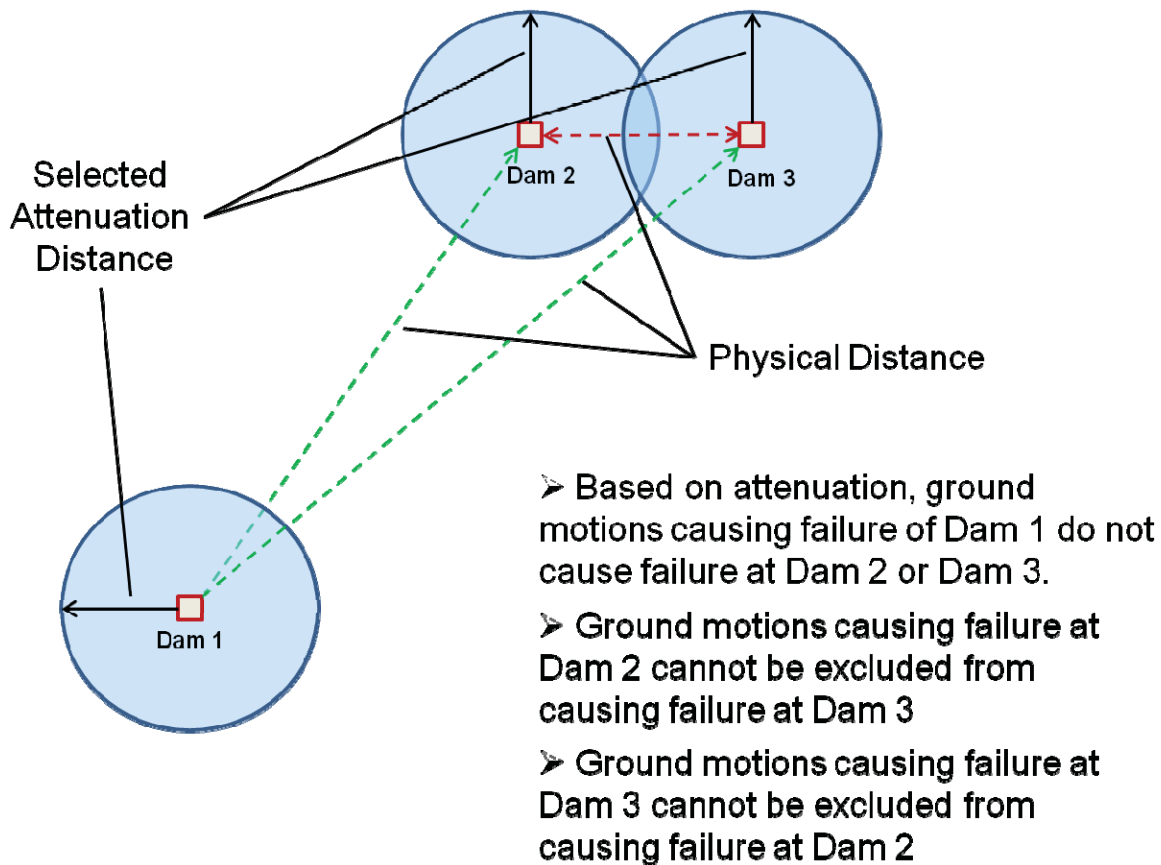 Dam 2
Dam 3
Selected
Attenuation
Distance
Physical Distance
➢ Based on attenuation, ground
motions causing failure of Dam 1 do not
cause failure at Dam 2 or Dam 3.
➢ Ground motions causing failure at
Dam 2 cannot be excluded from
causing failure at Dam 3
➢ Ground motions causing failure at
Dam 3 cannot be excluded from
causing failure at Dam 2
Dam 1